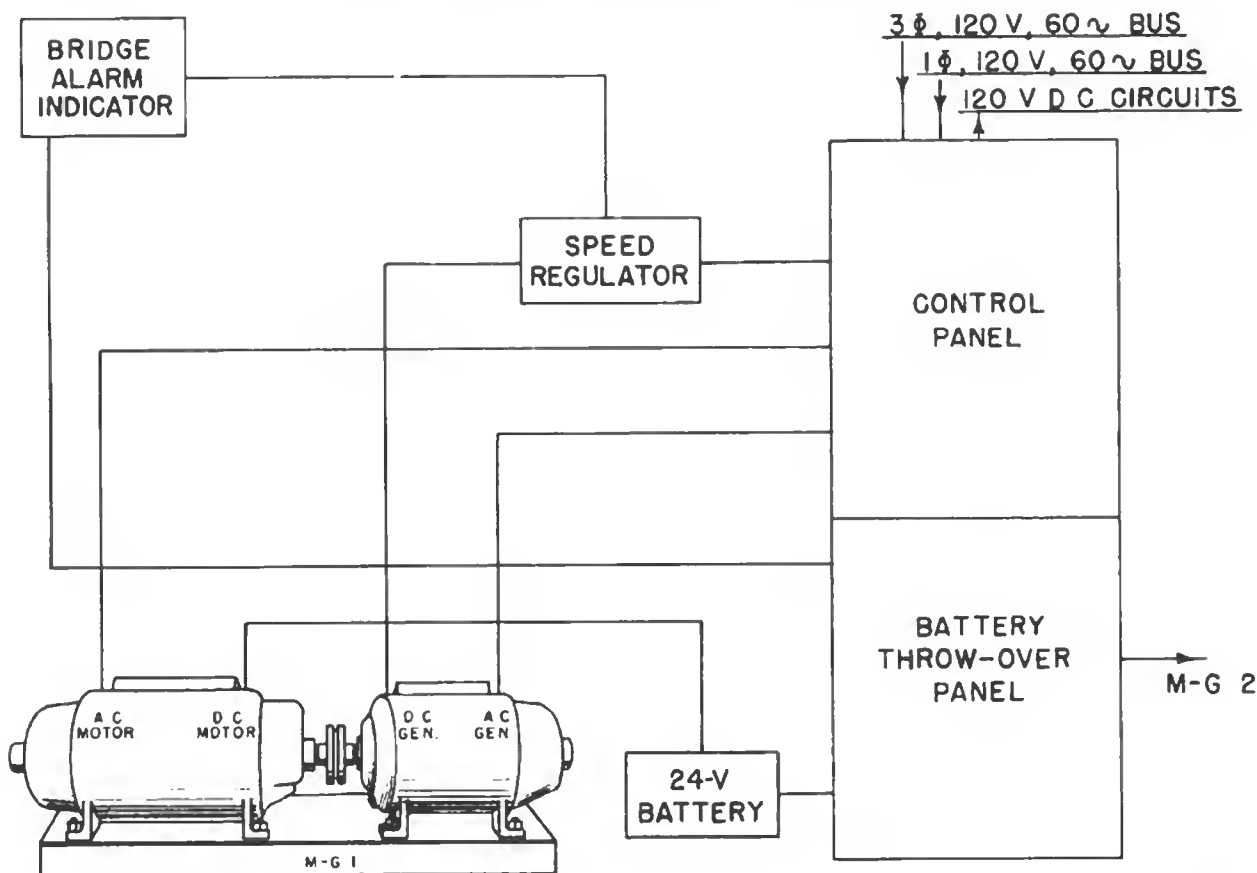 3 Φ, 120 V, 60 ~ BUS
1 Φ, 120 V, 60 ~ BUS
120 V D C CIRCUITS
BRIDGE
ALARM
INDICATOR
SPEED
REGULATOR
CONTROL
PANEL
BATTERY
THROW-OVER
PANEL
M-G 2
A C
MOTOR
D C
MOTOR
D C
GEN.
A C
GEN
24-V
BATTERY
M-G 1